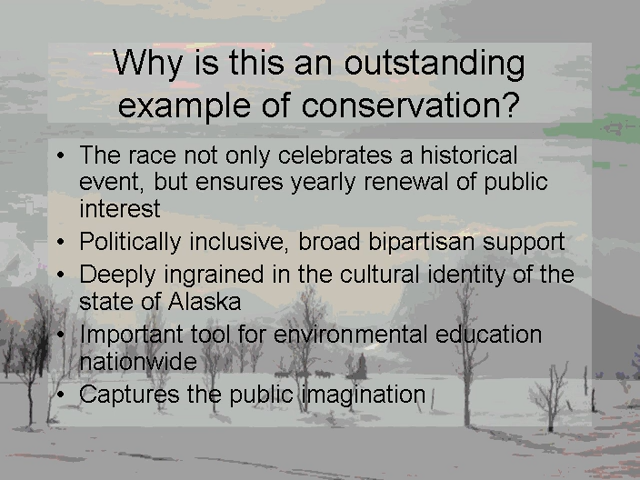 Why is this an outstanding
example of conservation?
• The race not only celebrates a historical
event, but ensures yearly renewal of public
interest
• Politically inclusive, broad bipartisan support
• Deeply ingrained in the cultural identity of the
state of Alaska
• Important tool for environmental education
nationwide
• Captures the public imagination